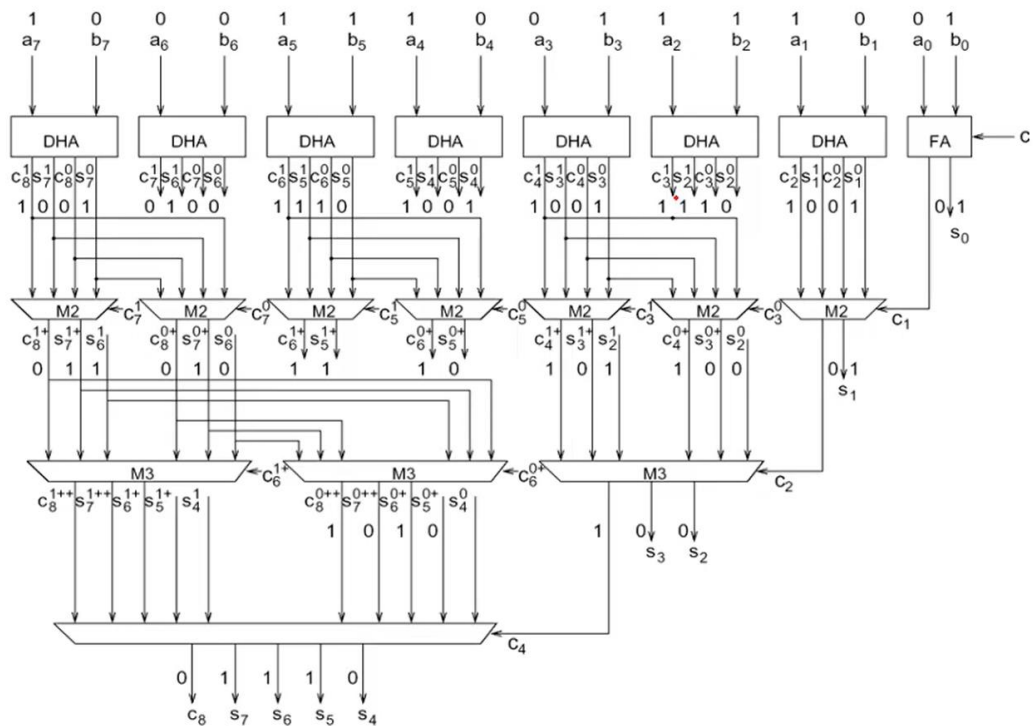 1 0 0 0 1 1 1 0 0 1 1 1 1 0 0 1
a₇ b₇ a₆ b₆ a₅ b₅ a₄ b₄ a₃ b₃ a₂ b₂ a₁ b₁ a₀ b₀
DHA DHA DHA DHA DHA DHA DHA FA c
c₈¹ s₇¹ c₈⁰ s₇⁰ c₇¹ s₆¹ c₇⁰ s₆⁰ c₆¹ s₅¹ c₆⁰ s₅⁰ c₅¹ s₄¹ c₅⁰ s₄⁰ c₄¹ s₃¹ c₄⁰ s₃⁰ c₃¹ s₂¹ c₃⁰ s₂⁰ c₂¹ s₁¹ c₂⁰ s₁⁰
1 0 0 1 0 1 0 0 1 1 1 0 1 0 0 1 1 0 0 1 1 1 1 0 1 0 0 1 0 1
s₀
M2 c₇¹ M2 c₇⁰ M2 c₅¹ M2 c₅⁰ M2 c₃¹ M2 c₃⁰ M2 c₁
c₈¹⁺ s₇¹⁺ s₆¹ c₈⁰⁺ s₇⁰⁺ s₆⁰ c₆¹⁺ s₅¹⁺ c₆⁰⁺ s₅⁰⁺ c₄¹⁺ s₃¹⁺ s₂¹ c₄⁰⁺ s₃⁰⁺ s₂⁰
0 1 1 0 1 0 1 1 1 0 1 0 1 1 0 0 0 1
s₁
M3 c₆¹⁺ M3 c₆⁰⁺ M3 c₂
c₈¹⁺⁺ s₇¹⁺⁺ s₆¹⁺ s₅¹⁺ s₄¹ c₈⁰⁺⁺ s₇⁰⁺⁺ s₆⁰⁺ s₅⁰⁺ s₄⁰
1 0 1 0 1 0 0
s₃ s₂
c₄
0 1 1 1 0
c₈ s₇ s₆ s₅ s₄